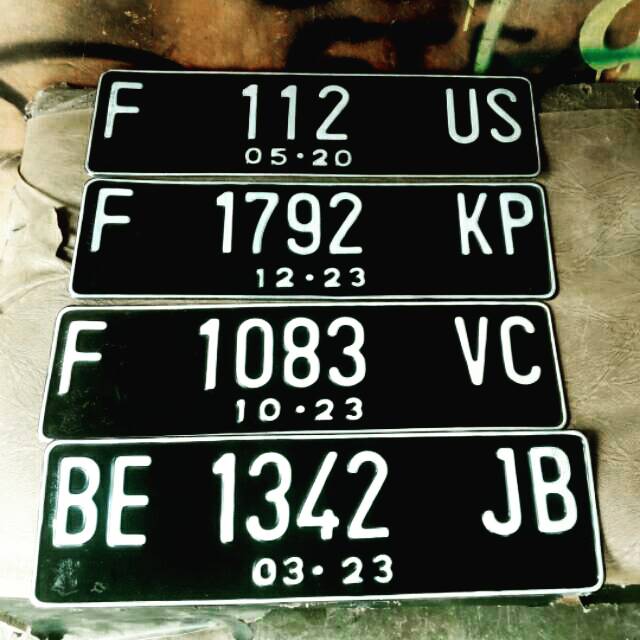 F 112 US
05•20
F 1792 KP
12•23
F 1083 VC
10•23
BE 1342 JB
03•23